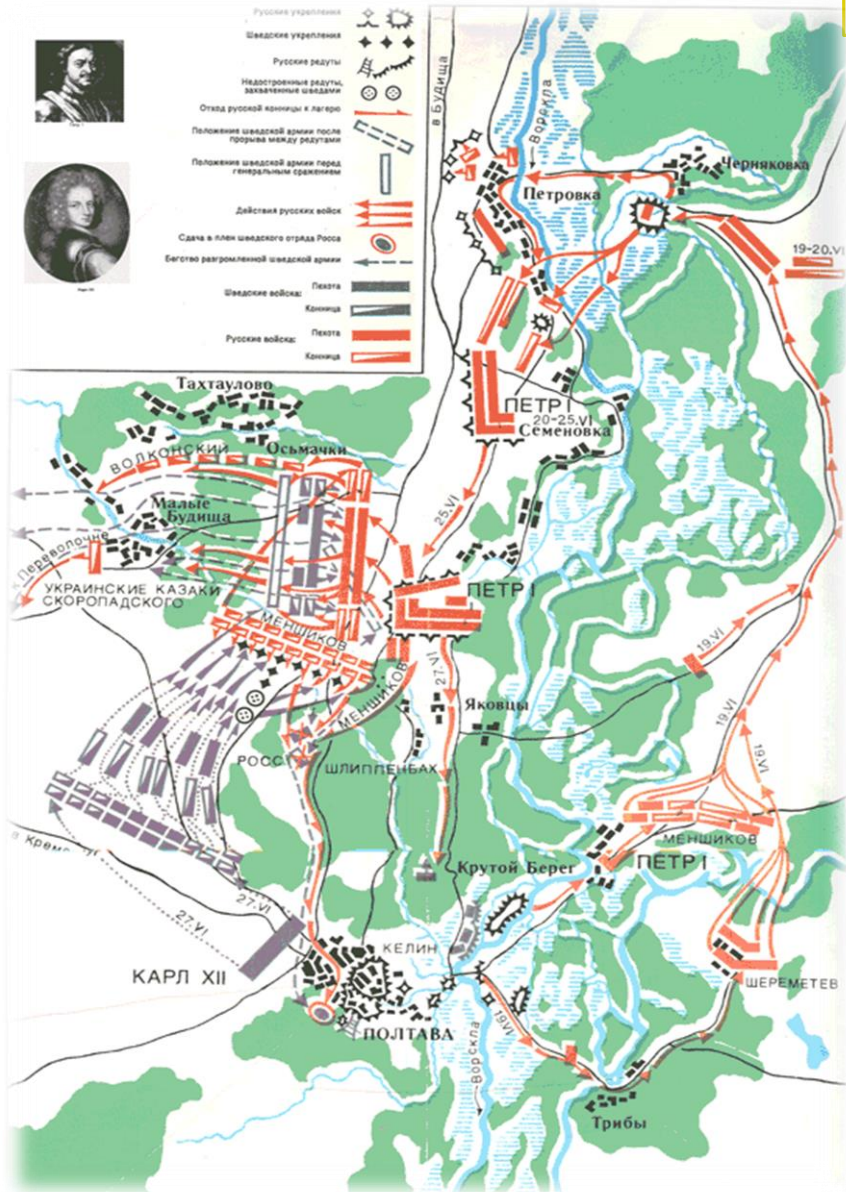 Русские укрепления
Шведские укрепления
Русские редуты
Недостроенные редуты,
захваченные шведами
Отход русской конницы к лагерю
Положение шведской армии после
прорыва между редутами
Положение шведской армии перед
генеральным сражением
Действия русских войск
Сдача в плен шведского отряда Росса
Бегство разгромленной шведской армии
Шведские войска:
Пехота
Конница
Русские войска:
Пехота
Конница
в Будища
Ворскла
Черняковка
Петровка
19-20.VI
ПЕТР I
20-25.VI
Семеновка
25.VI
Тахтаулово
ВОЛКОНСКИЙ
Осьмачки
Малые
Будища
Переволочне
УКРАИНСКИЕ КАЗАКИ
СКОРОПАДСКОГО
МЕНШИКОВ
ПЕТР I
МЕНШИКОВ
27.VI
Яковцы
19.VI
19.VI
19.VI
РОСС
ШЛИППЕНБАХ
МЕНШИКОВ
ПЕТР I
Крутой Берег
27.VI
27.VI
КАРЛ XII
КЕЛИН
ШЕРЕМЕТЕВ
ПОЛТАВА
19.VI
Ворскла
Трибы